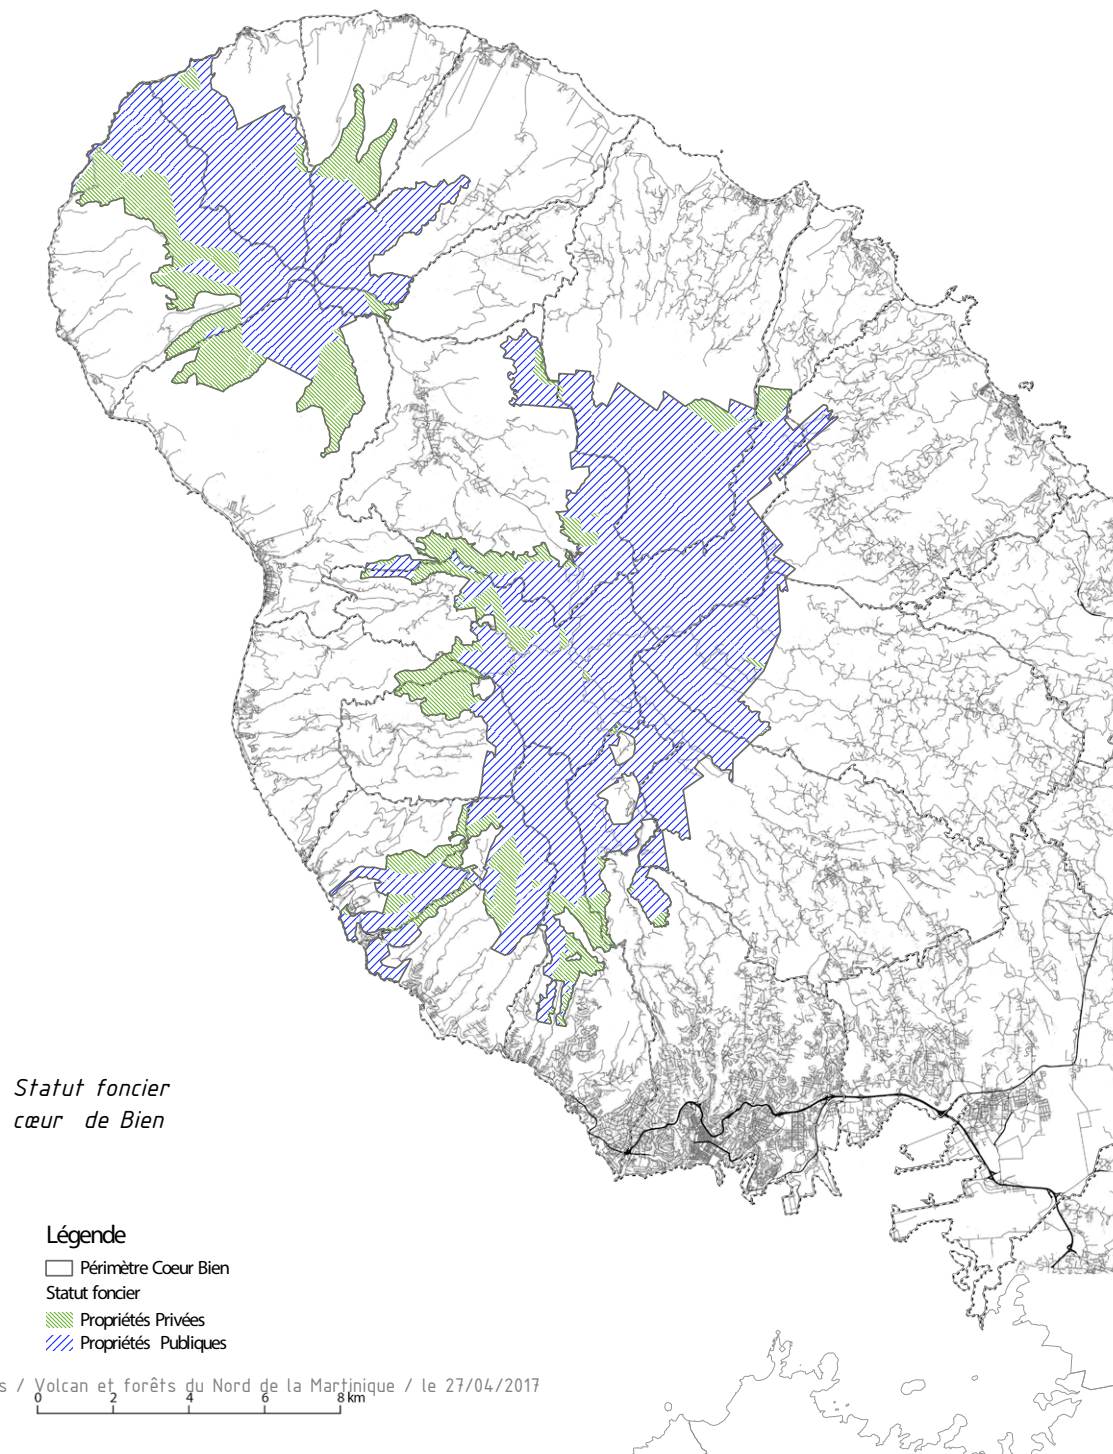 Statut foncier
cœur de Bien
Légende
Périmètre Coeur Bien
Statut foncier
Propriétés Privées
Propriétés Publiques
s / Volcan et forêts du Nord de la Martinique / le 27/04/2017
0 2 4 6 8 km